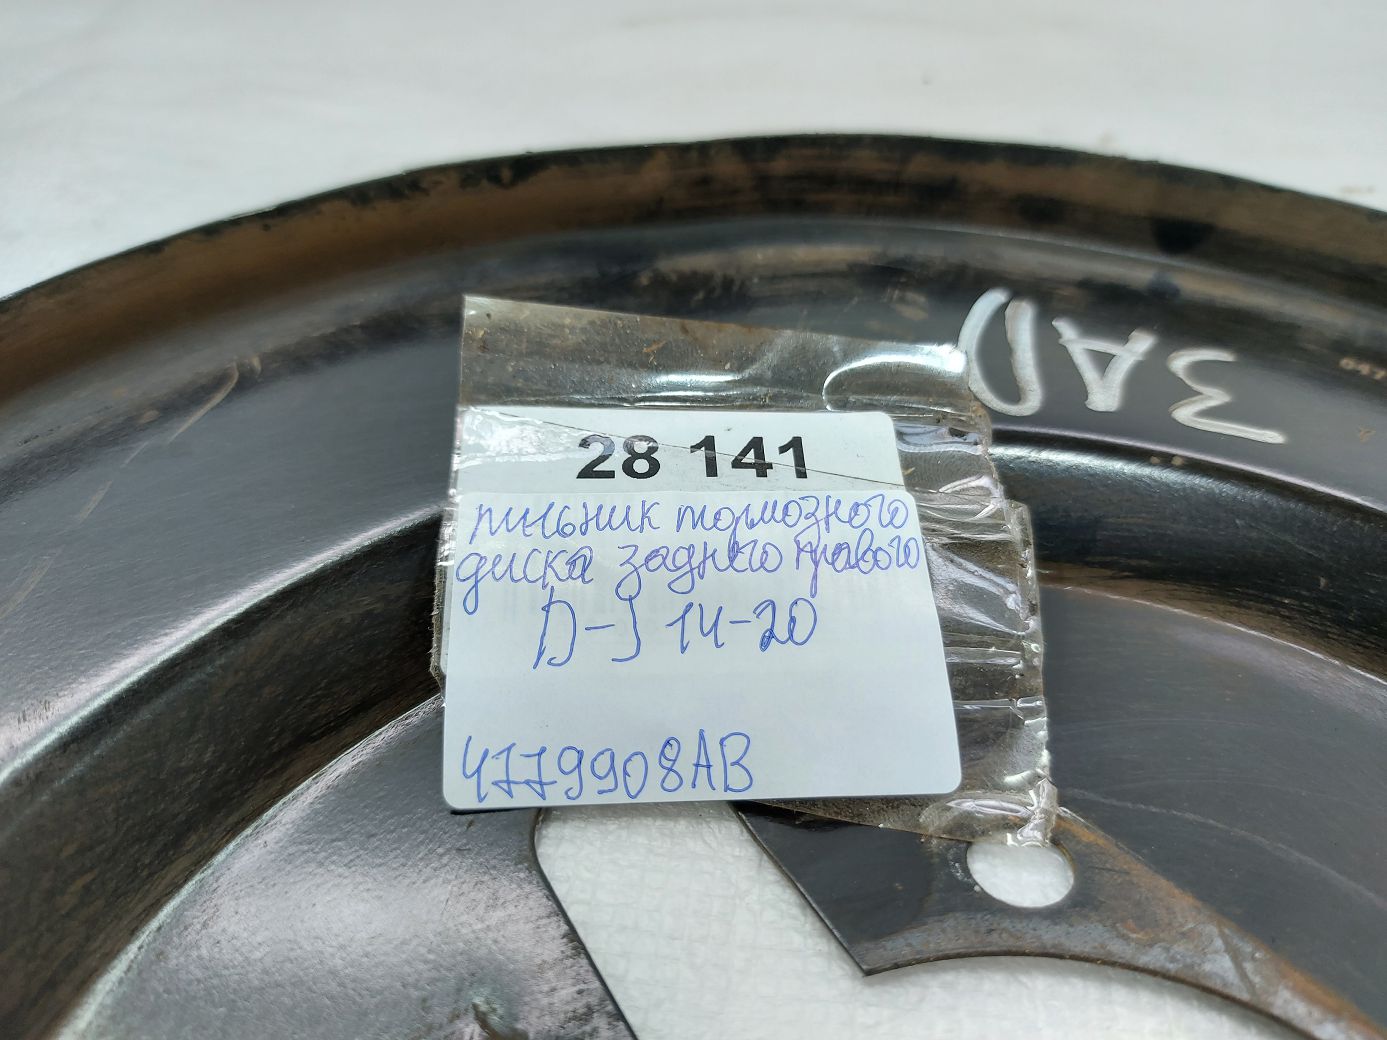 28 141
пильник тормозного
диска заднего правого
D-J 14-20
4779908AB
ЗАД